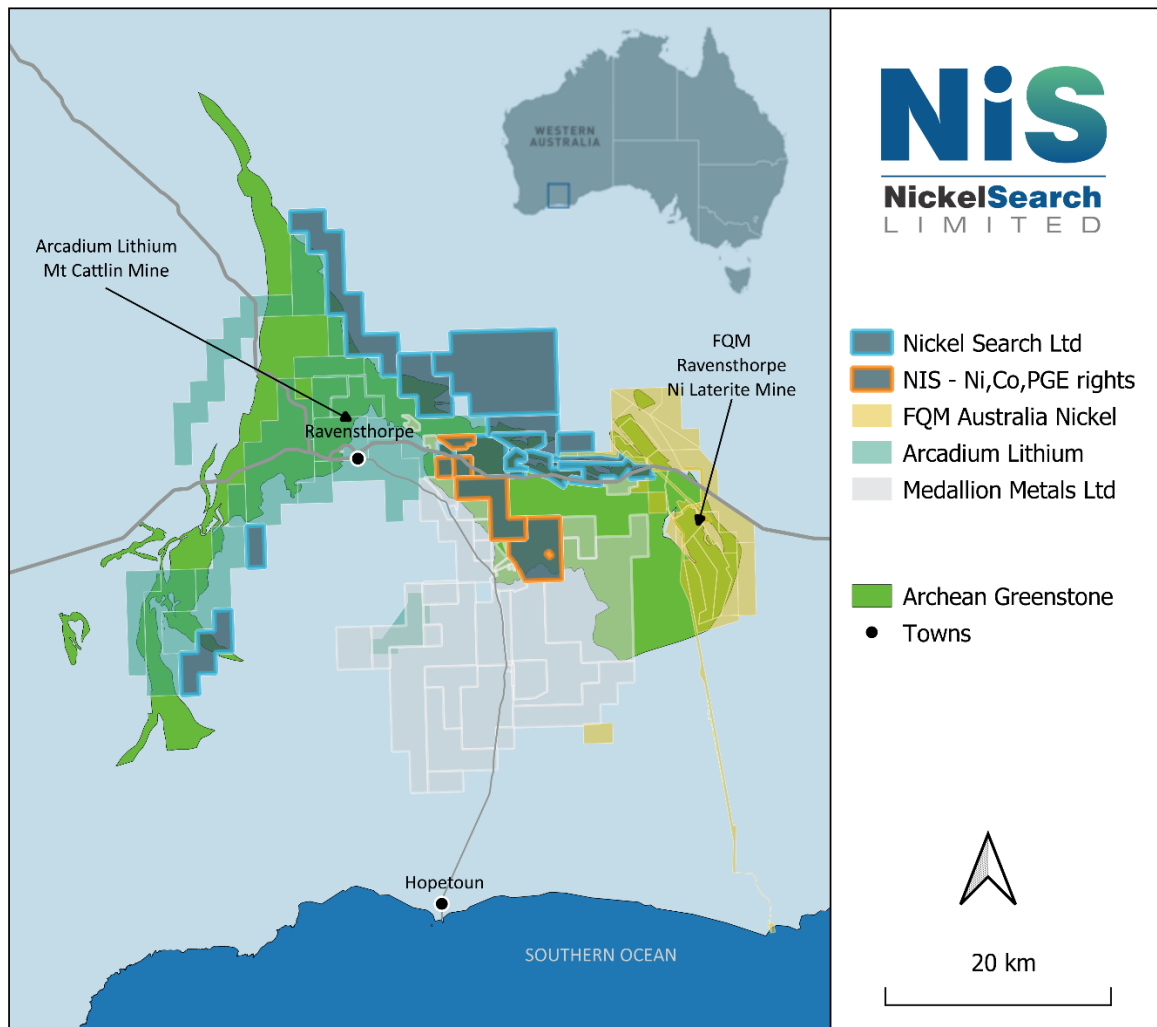 WESTERN
AUSTRALIA
Arcadium Lithium
Mt Cattlin Mine
FQM
Ravensthorpe
Ni Laterite Mine
Ravensthorpe
Hopetoun
SOUTHERN OCEAN
NiS
NickelSearch
LIMITED
Nickel Search Ltd
NIS - Ni,Co,PGE rights
FQM Australia Nickel
Arcadium Lithium
Medallion Metals Ltd
Archean Greenstone
Towns
20 km